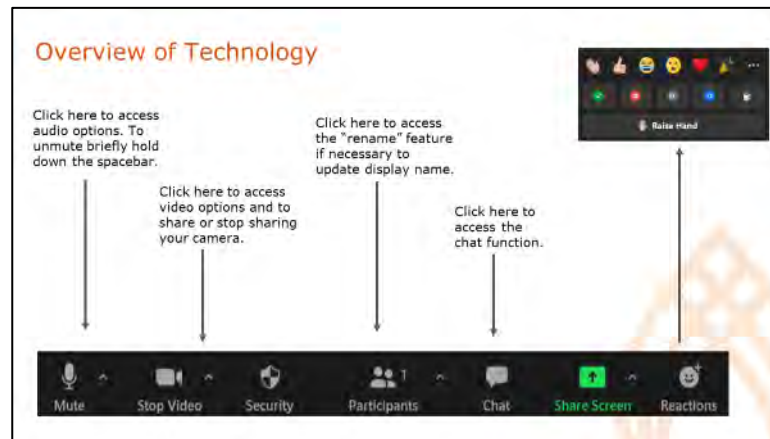 Overview of Technology
Click here to access
audio options. To
unmute briefly hold
down the spacebar.
Click here to access
video options and to
share or stop sharing
your camera.
Click here to access
the “rename” feature
if necessary to
update display name.
Click here to
access the
chat function.
Raise Hand
1
Mute Stop Video Security Participants Chat Share Screen Reactions